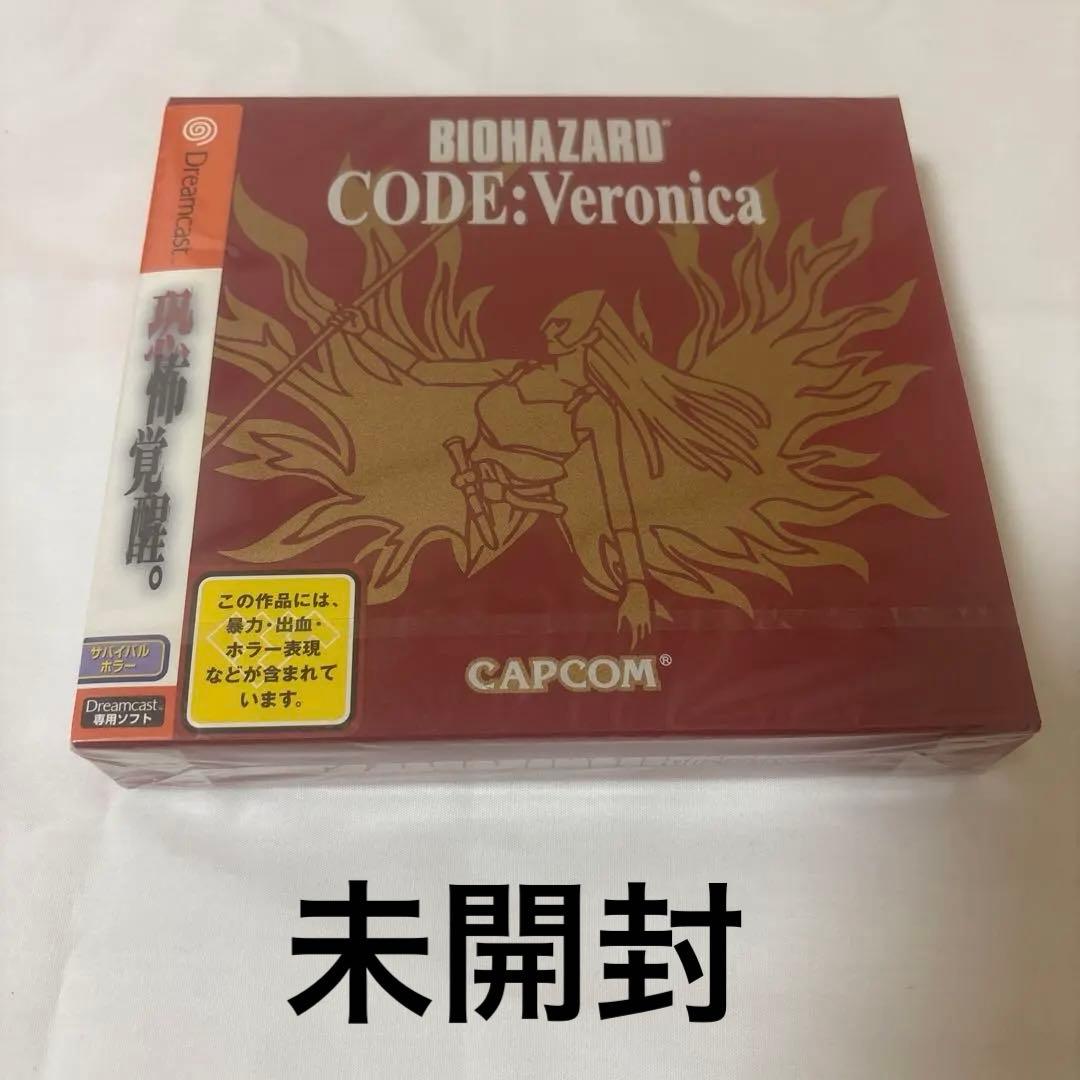 BIOHAZARD®
CODE:Veronica
Dreamcast™
恐怖覚醒。
サバイバル
ホラー
Dreamcast™
専用ソフト
この作品には、
暴力・出血・
ホラー表現
などが含まれて
います。
CAPCOM®
未開封